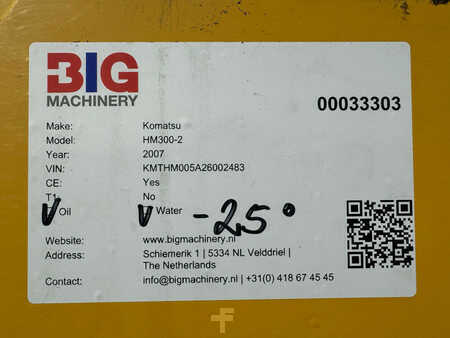 BIG
MACHINERY
00033303
Make: Komatsu
Model: HM300-2
Year: 2007
VIN: KMTHM005A26002483
CE: Yes
T1 No
V Oil V Water -25°
Website: www.bigmachinery.nl
Address: Schiemerik 1 | 5334 NL Velddriel |
The Netherlands
Contact: info@bigmachinery.nl | +31(0) 418 67 45 45